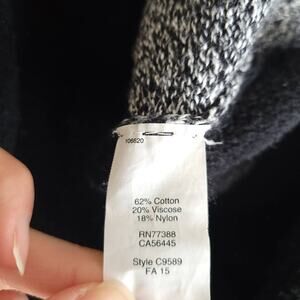 106620
62% Cotton
20% Viscose
18% Nylon
RN77388
CA56445
Style C9589
FA 15